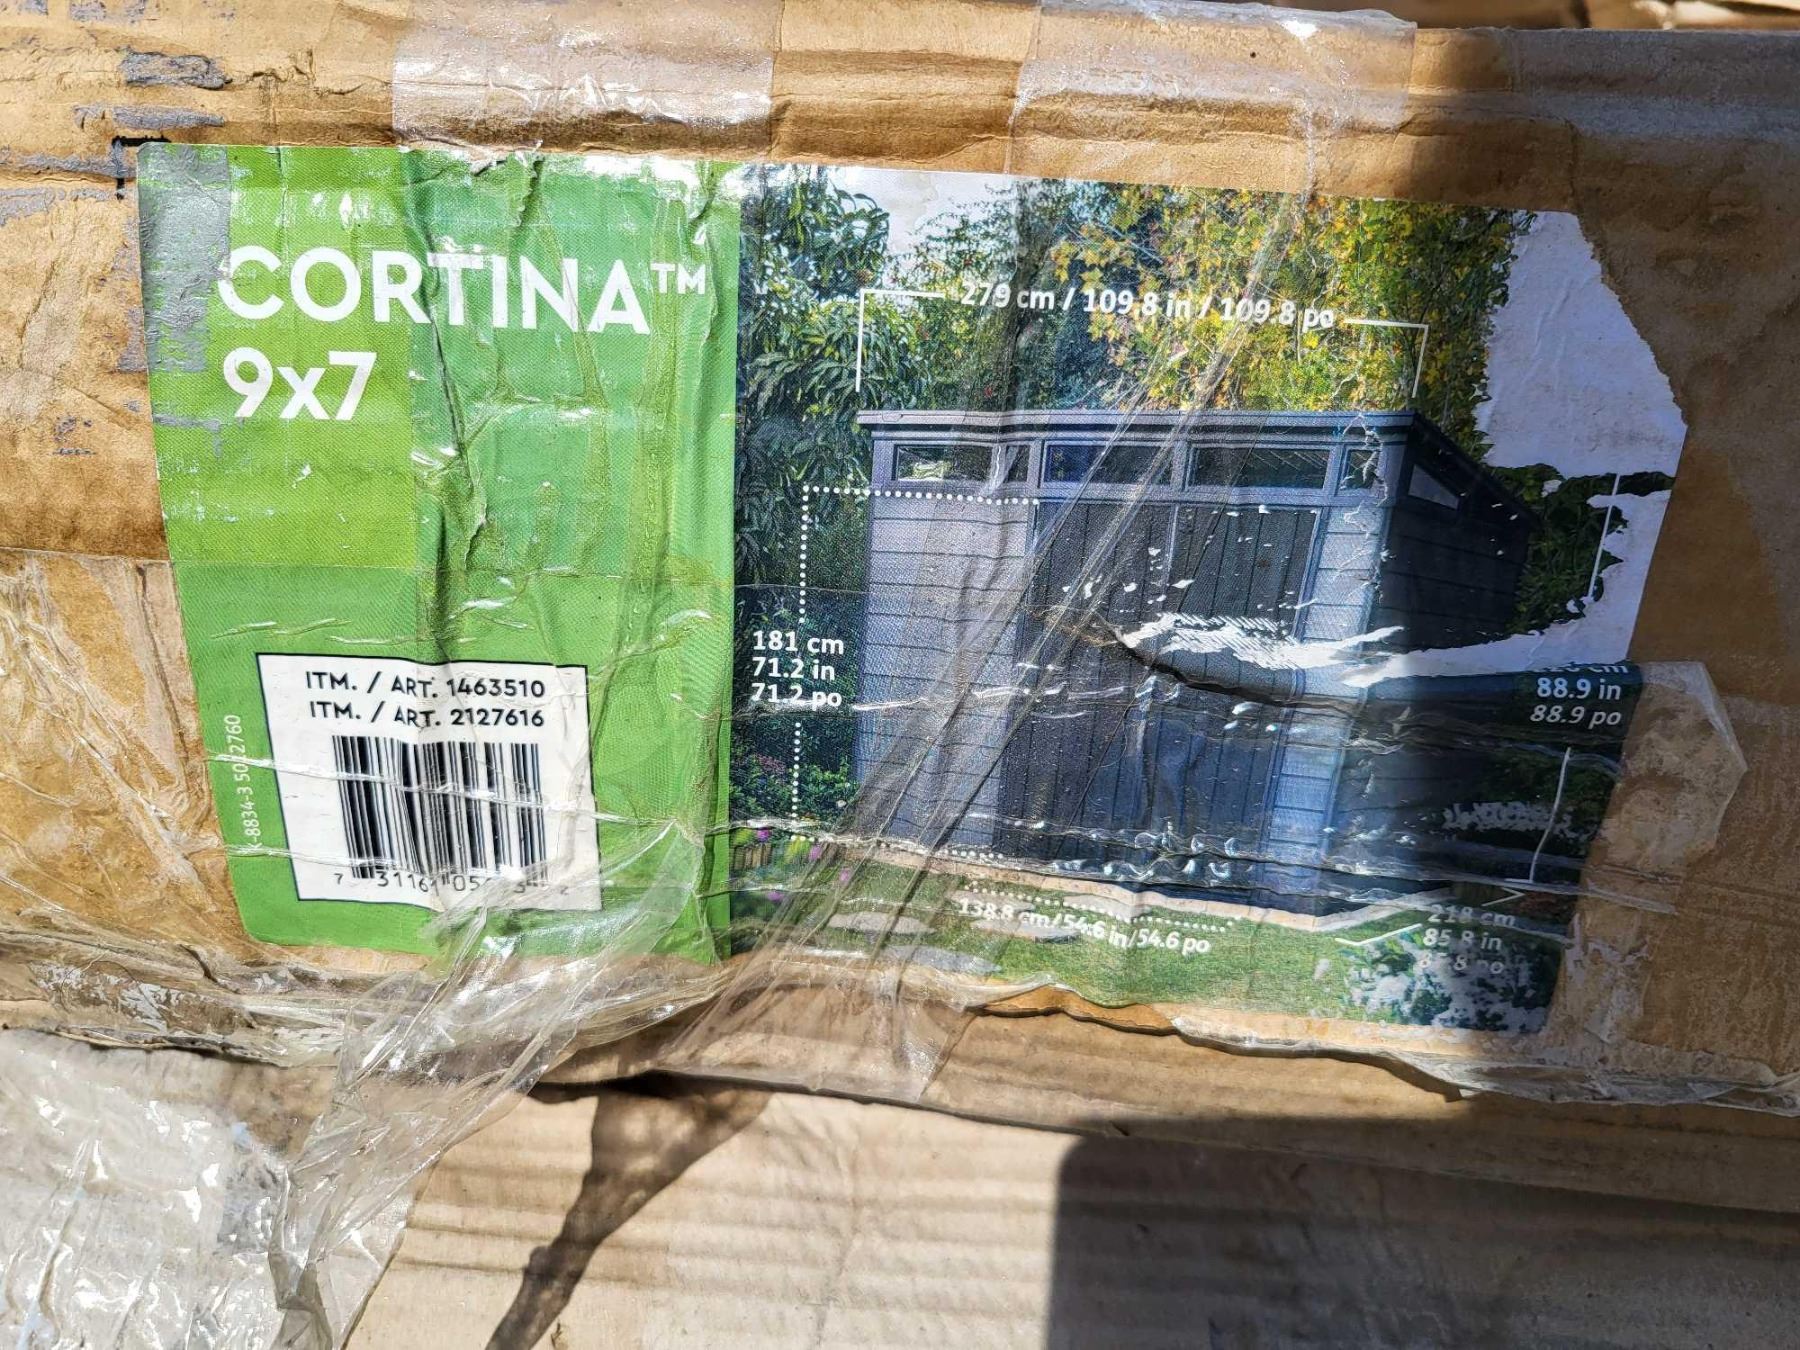 CORTINA™
9x7
279 cm / 109.8 in / 109.8 po
181 cm
71.2 in
71.2 po
ITM. / ART. 1463510
ITM. / ART. 2127616
88.9 in
88.9 po
138.8 cm/54.6 in/54.6 po
218 cm
85.8 in